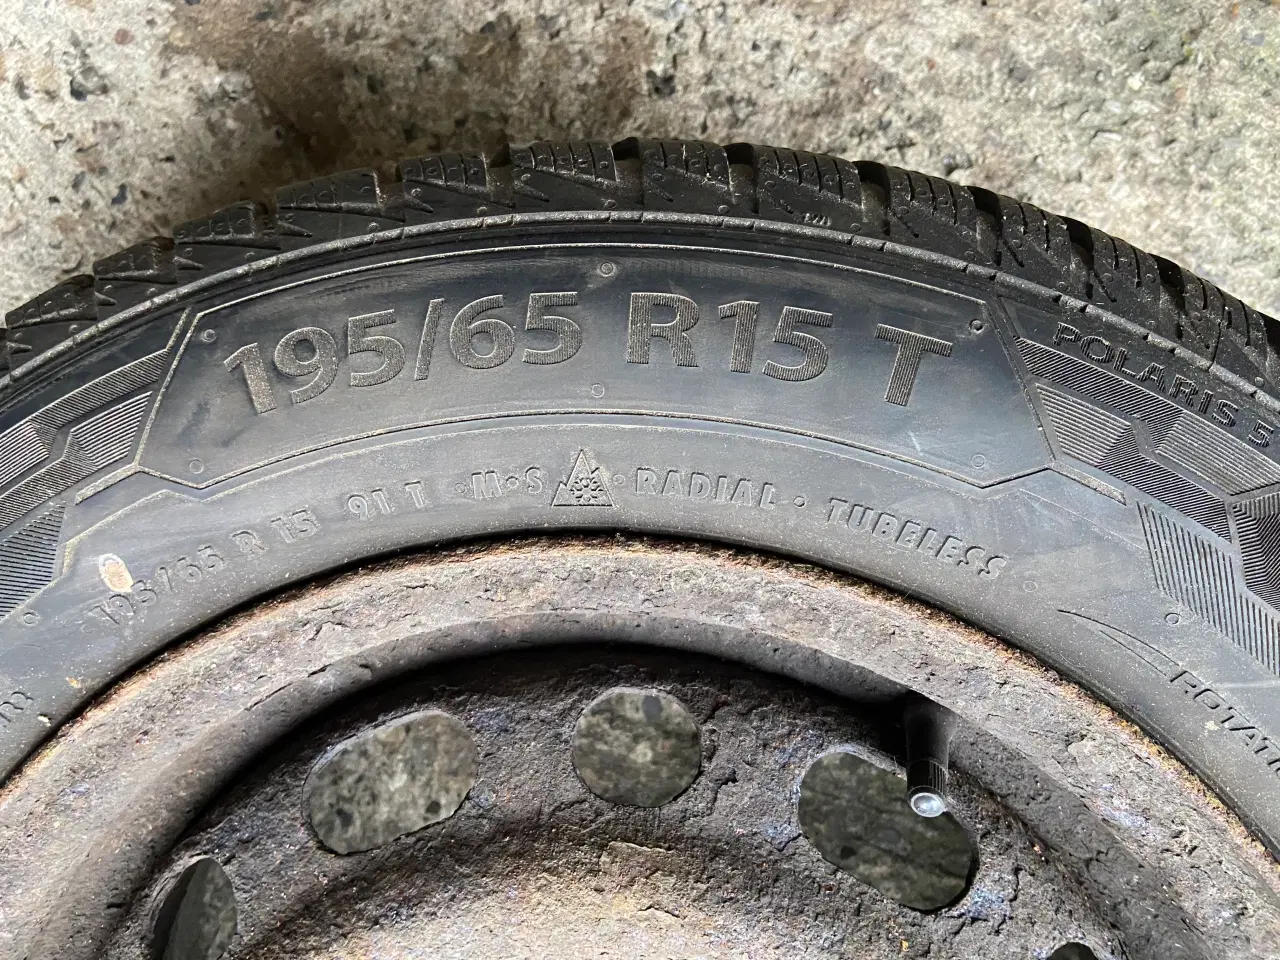 195/65 R15 T
POLARIS 5
195/65 R 15 91 T · M·S · RADIAL · TUBELESS